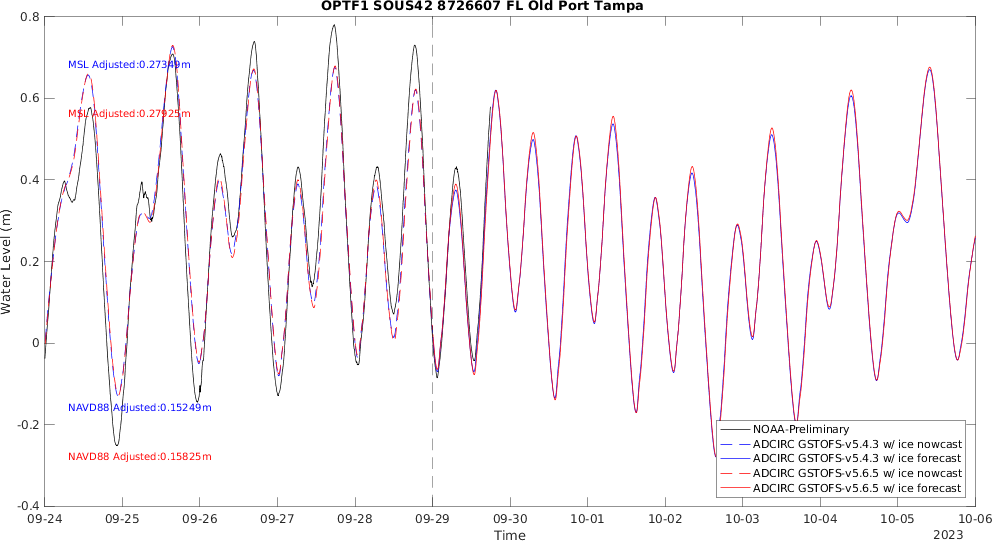 OPTF1 SOUS42 8726607 FL Old Port Tampa
0.8
0.6
0.4
0.2
0
-0.2
-0.4
Water Level (m)
MSL Adjusted:0.27349m
MSL Adjusted:0.27925m
NAVD88 Adjusted:0.15249m
NAVD88 Adjusted:0.15825m
NOAA-Preliminary
ADCIRC GSTOFS-v5.4.3 w/ ice nowcast
ADCIRC GSTOFS-v5.4.3 w/ ice forecast
ADCIRC GSTOFS-v5.6.5 w/ ice nowcast
ADCIRC GSTOFS-v5.6.5 w/ ice forecast
09-24 09-25 09-26 09-27 09-28 09-29 09-30 10-01 10-02 10-03 10-04 10-05 10-06
Time
2023